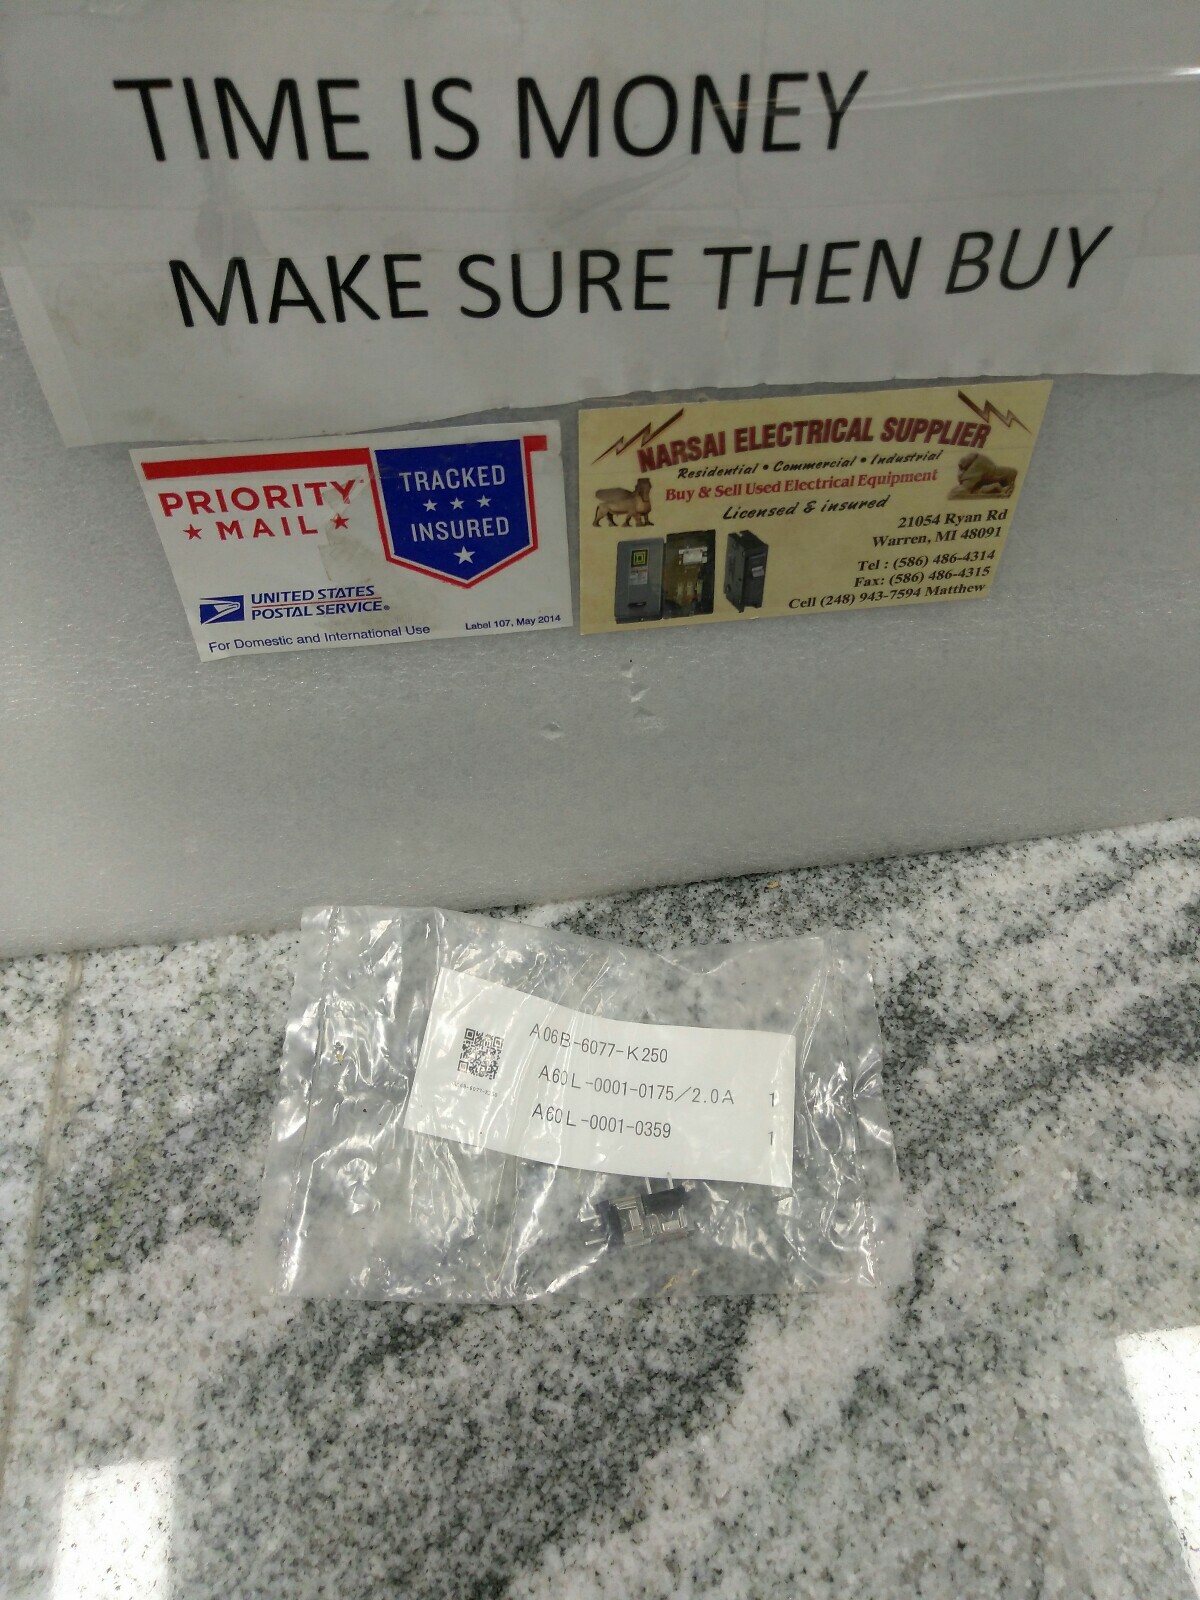 TIME IS MONEY
MAKE SURE THEN BUY
PRIORITY
MAIL
TRACKED
INSURED
UNITED STATES
POSTAL SERVICE®
For Domestic and International Use
Label 107, May 2014
NARSAI ELECTRICAL SUPPLIER
Residential • Commercial • Industrial
Buy & Sell Used Electrical Equipment
Licensed & insured
21054 Ryan Rd
Warren, MI 48091
Tel : (586) 486-4314
Fax: (586) 486-4315
Cell (248) 943-7594 Matthew
A06B-6077-K250
A60L-0001-0175/2.0A 1
A60L-0001-0359 1